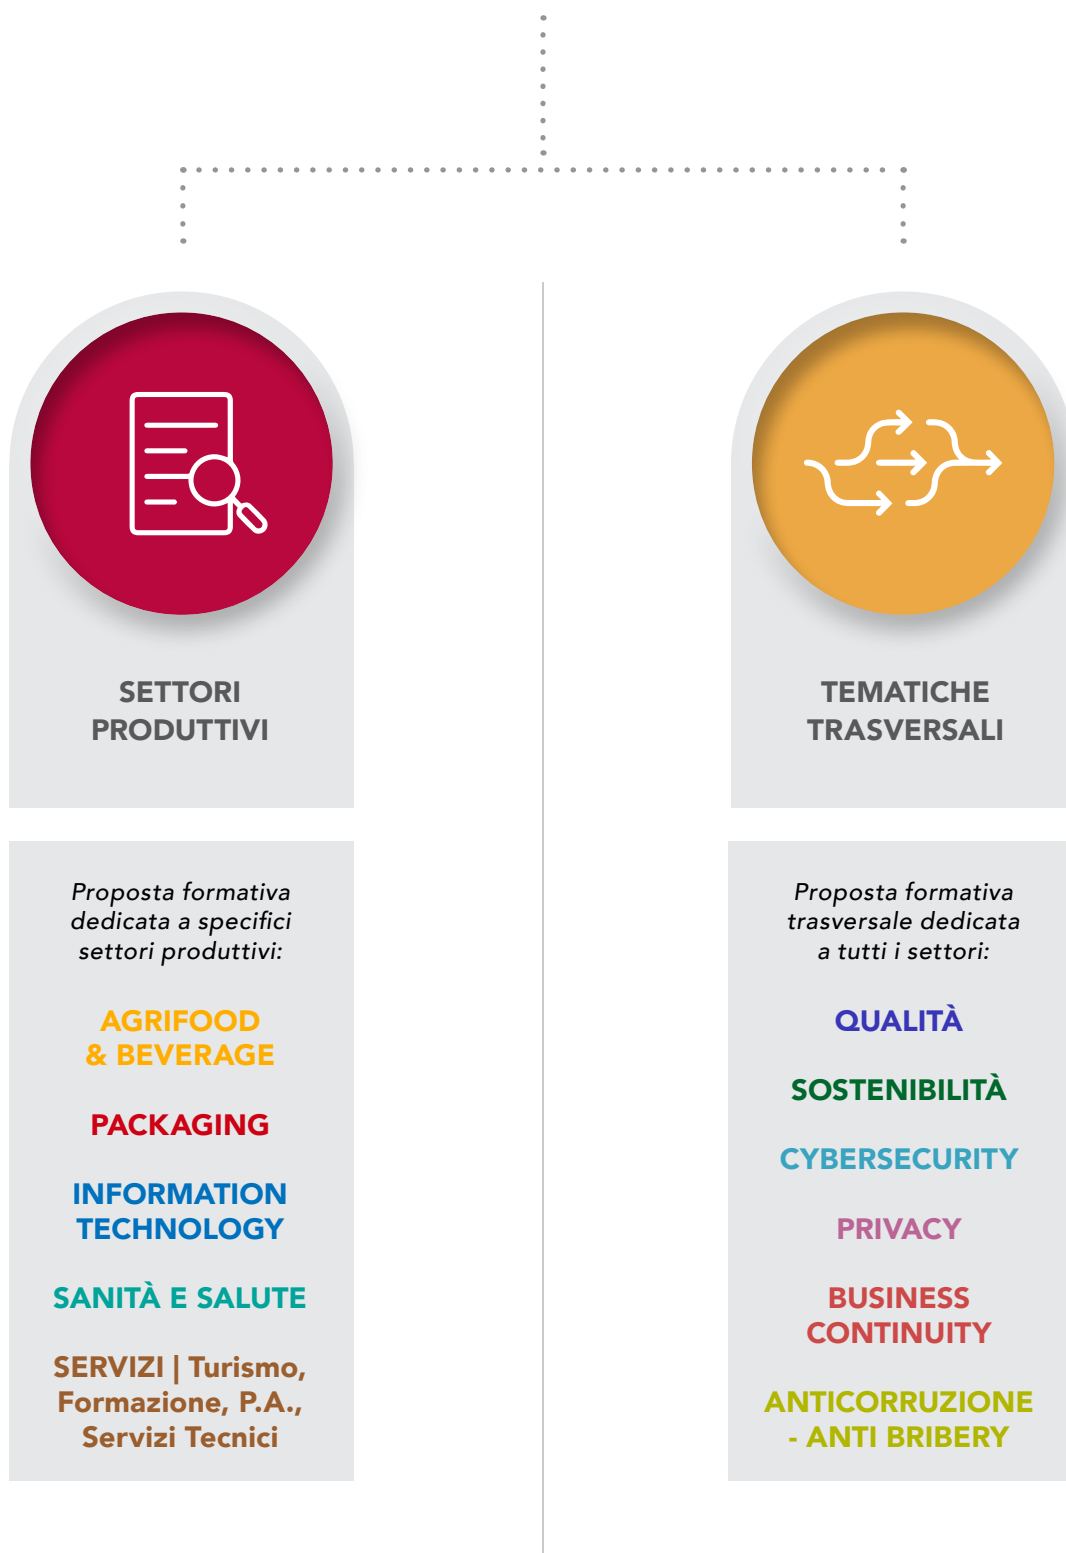 SETTORI
PRODUTTIVI
Proposta formativa
dedicata a specifici
settori produttivi:
AGRIFOOD
& BEVERAGE
PACKAGING
INFORMATION
TECHNOLOGY
SANITÀ E SALUTE
SERVIZI | Turismo,
Formazione, P.A.,
Servizi Tecnici
TEMATICHE
TRASVERSALI
Proposta formativa
trasversale dedicata
a tutti i settori:
QUALITÀ
SOSTENIBILITÀ
CYBERSECURITY
PRIVACY
BUSINESS
CONTINUITY
ANTICORRUZIONE
- ANTI BRIBERY